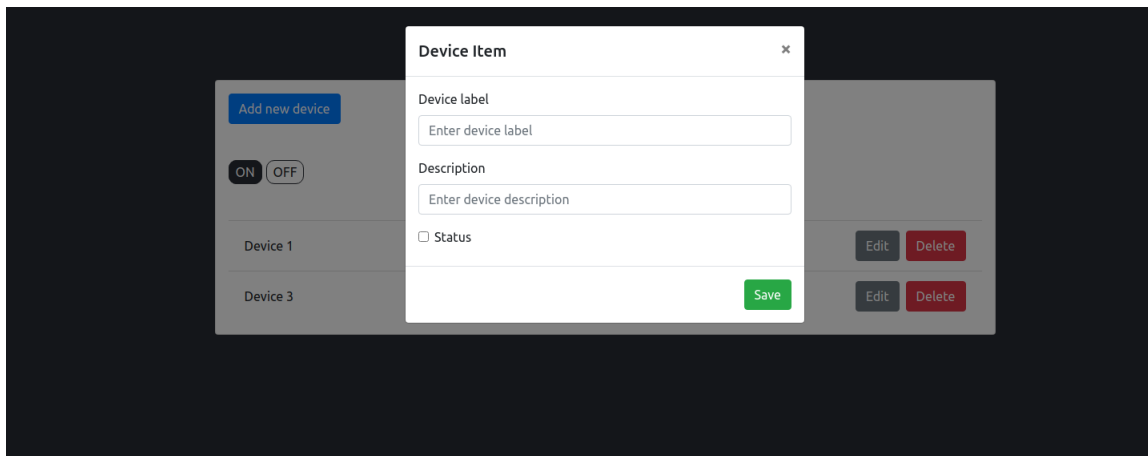 Device Item ×
Device label
Enter device label
Description
Enter device description
Status
Save
Add new device
ON OFF
Device 1 Edit Delete
Device 3 Edit Delete